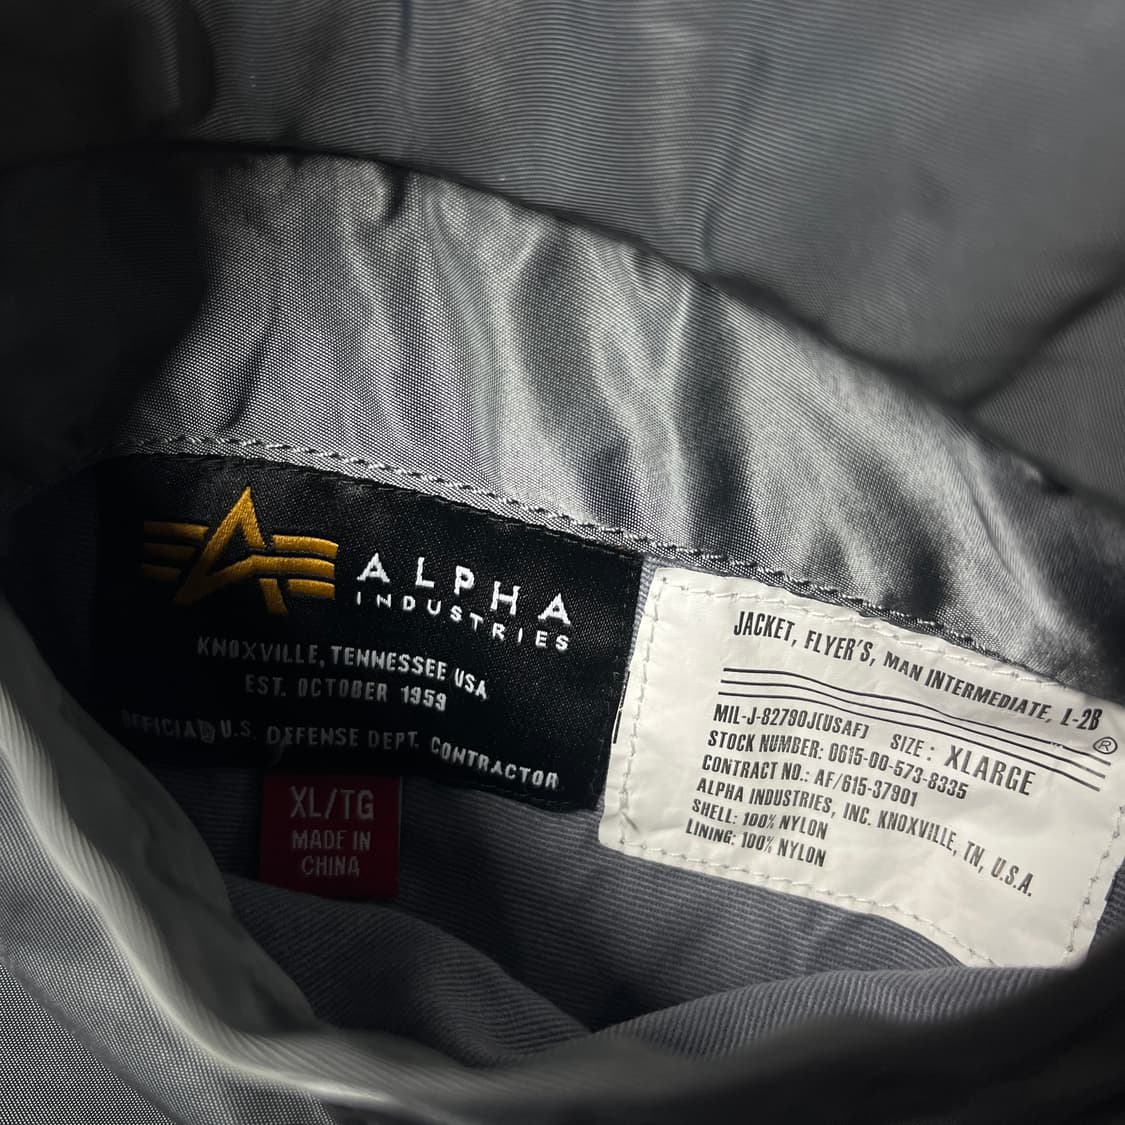 ALPHA
INDUSTRIES
KNOXVILLE, TENNESSEE USA
EST. OCTOBER 1959
OFFICIAL U.S. DEFENSE DEPT. CONTRACTOR
XL/TG
MADE IN
CHINA
JACKET, FLYER'S, MAN INTERMEDIATE, L-2B
®
MIL-J-82790J(USAF) SIZE: XLARGE
STOCK NUMBER: 0615-00-573-8335
CONTRACT NO.: AF/615-37901
ALPHA INDUSTRIES, INC. KNOXVILLE, TN, U.S.A.
SHELL: 100% NYLON
LINING: 100% NYLON